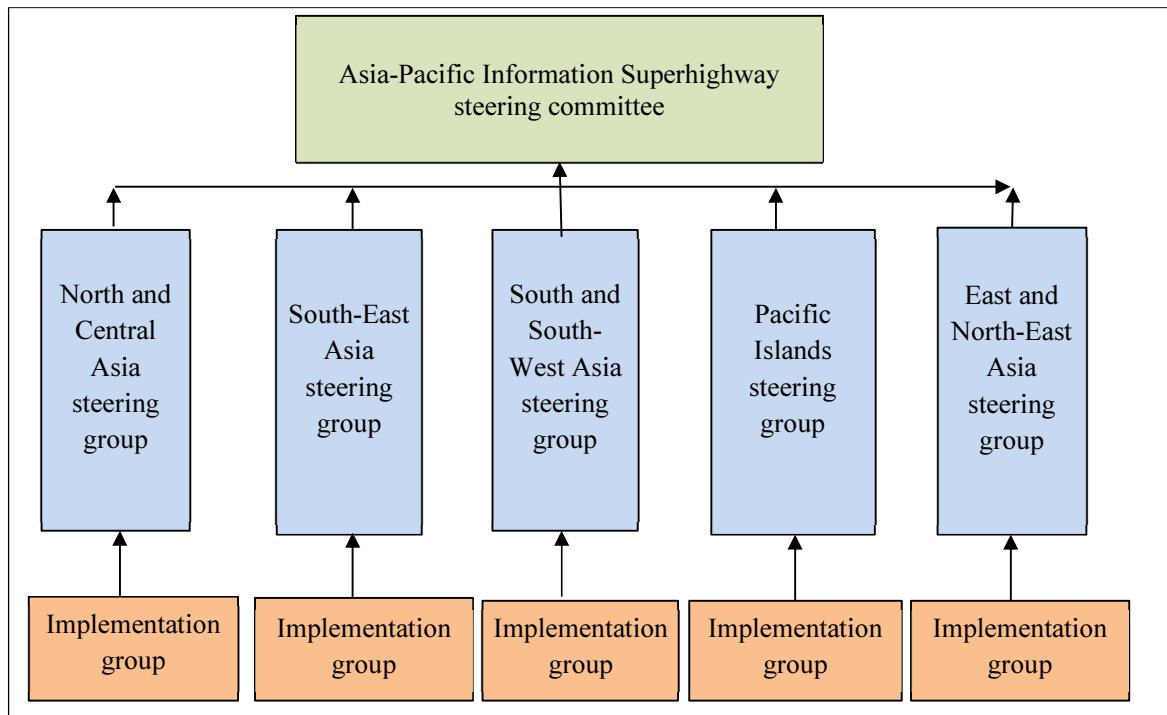 Asia-Pacific Information Superhighway
steering committee
North and
Central
Asia
steering
group
South-East
Asia
steering
group
South and
South-
West Asia
steering
group
Pacific
Islands
steering
group
East and
North-East
Asia
steering
group
Implementation
group
Implementation
group
Implementation
group
Implementation
group
Implementation
group